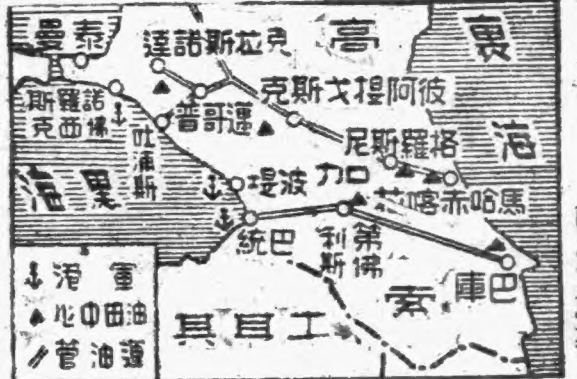 泰曼
克拉斯諾達
高加索
裏海
諾佛羅西斯克
吐浦斯
邁哥普
彼阿提戈斯克
格羅斯尼
馬哈赤喀
黑海
波堤
巴統
第佛利斯
巴庫
土耳其
軍港
油田中心
運油管